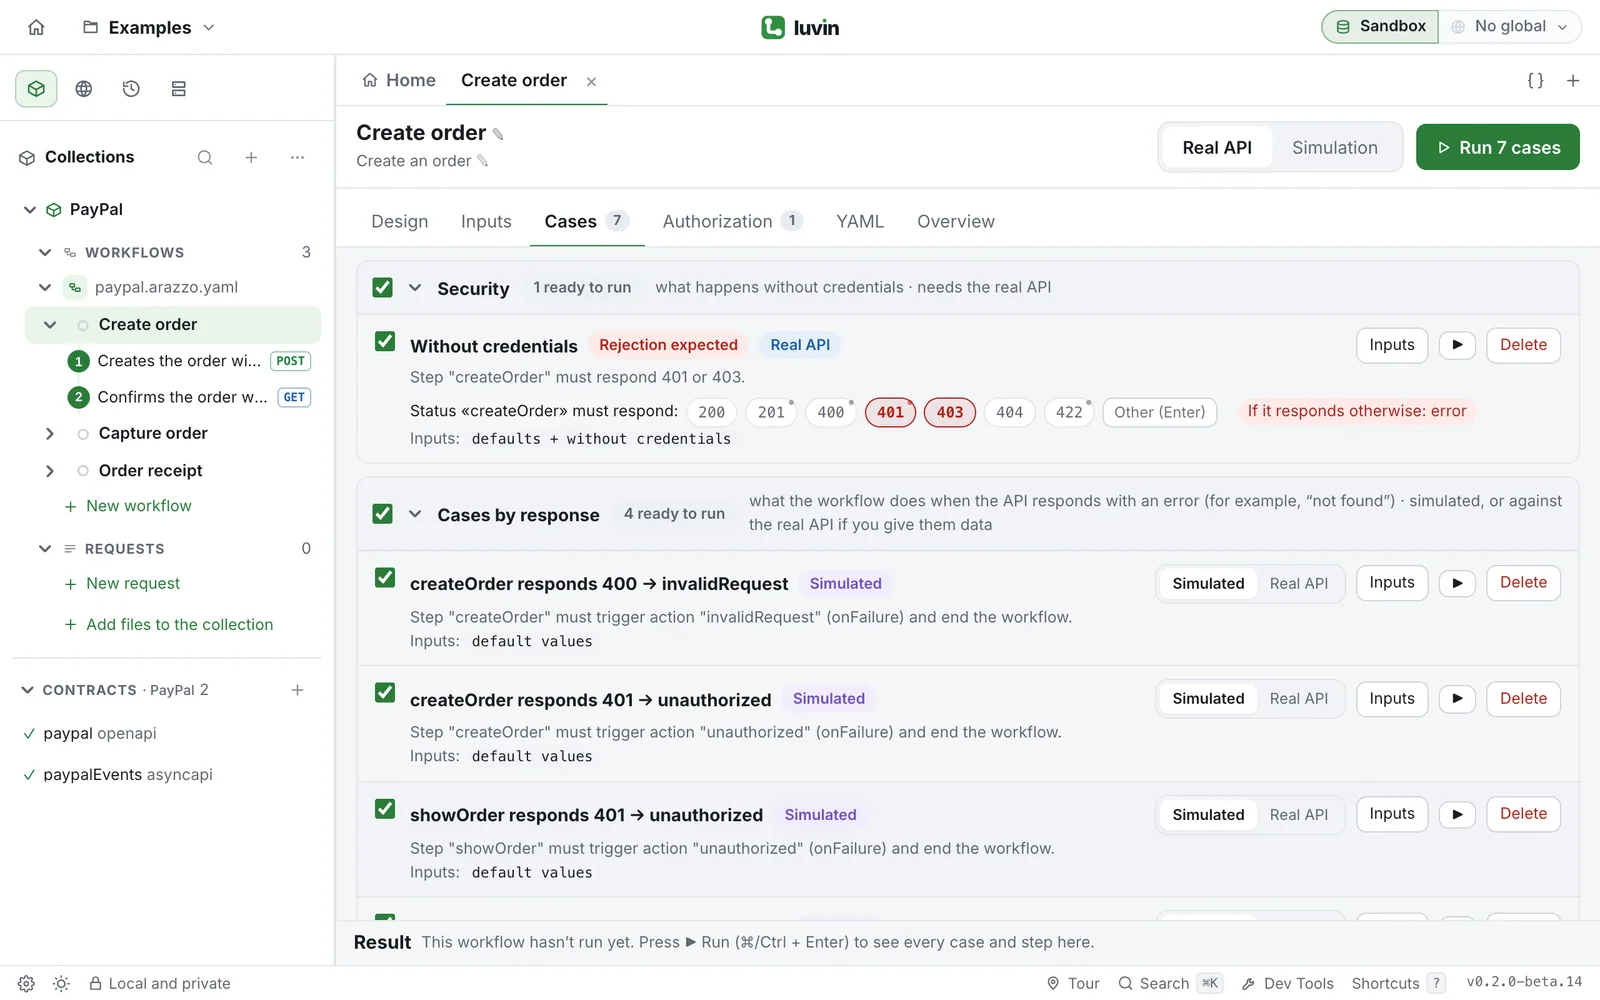 Examples
luvin
Sandbox
No global
Home
Create order
{ }
Collections
Create order
Create an order
Real API
Simulation
Run 7 cases
PayPal
WORKFLOWS 3
paypal.arazzo.yaml
Create order
1 Creates the order wi... POST
2 Confirms the order w... GET
Capture order
Order receipt
+ New workflow
REQUESTS 0
+ New request
+ Add files to the collection
CONTRACTS · PayPal 2
paypal openapi
paypalEvents asyncapi
Design
Inputs
Cases 7
Authorization 1
YAML
Overview
Security 1 ready to run what happens without credentials · needs the real API
Without credentials Rejection expected Real API Inputs Delete
Step "createOrder" must respond 401 or 403.
Status «createOrder» must respond: 200 201 400 401 403 404 422 Other (Enter) If it responds otherwise: error
Inputs: defaults + without credentials
Cases by response 4 ready to run
what the workflow does when the API responds with an error (for example, “not found”) · simulated, or against
the real API if you give them data
createOrder responds 400 → invalidRequest Simulated Simulated Real API Inputs Delete
Step "createOrder" must trigger action "invalidRequest" (onFailure) and end the workflow.
Inputs: default values
createOrder responds 401 → unauthorized Simulated Simulated Real API Inputs Delete
Step "createOrder" must trigger action "unauthorized" (onFailure) and end the workflow.
Inputs: default values
showOrder responds 401 → unauthorized Simulated Simulated Real API Inputs Delete
Step "showOrder" must trigger action "unauthorized" (onFailure) and end the workflow.
Inputs: default values
Result This workflow hasn’t run yet. Press ▶ Run (⌘/Ctrl + Enter) to see every case and step here.
Local and private
Tour
Search ⌘K
Dev Tools
Shortcuts ?
v0.2.0-beta.14